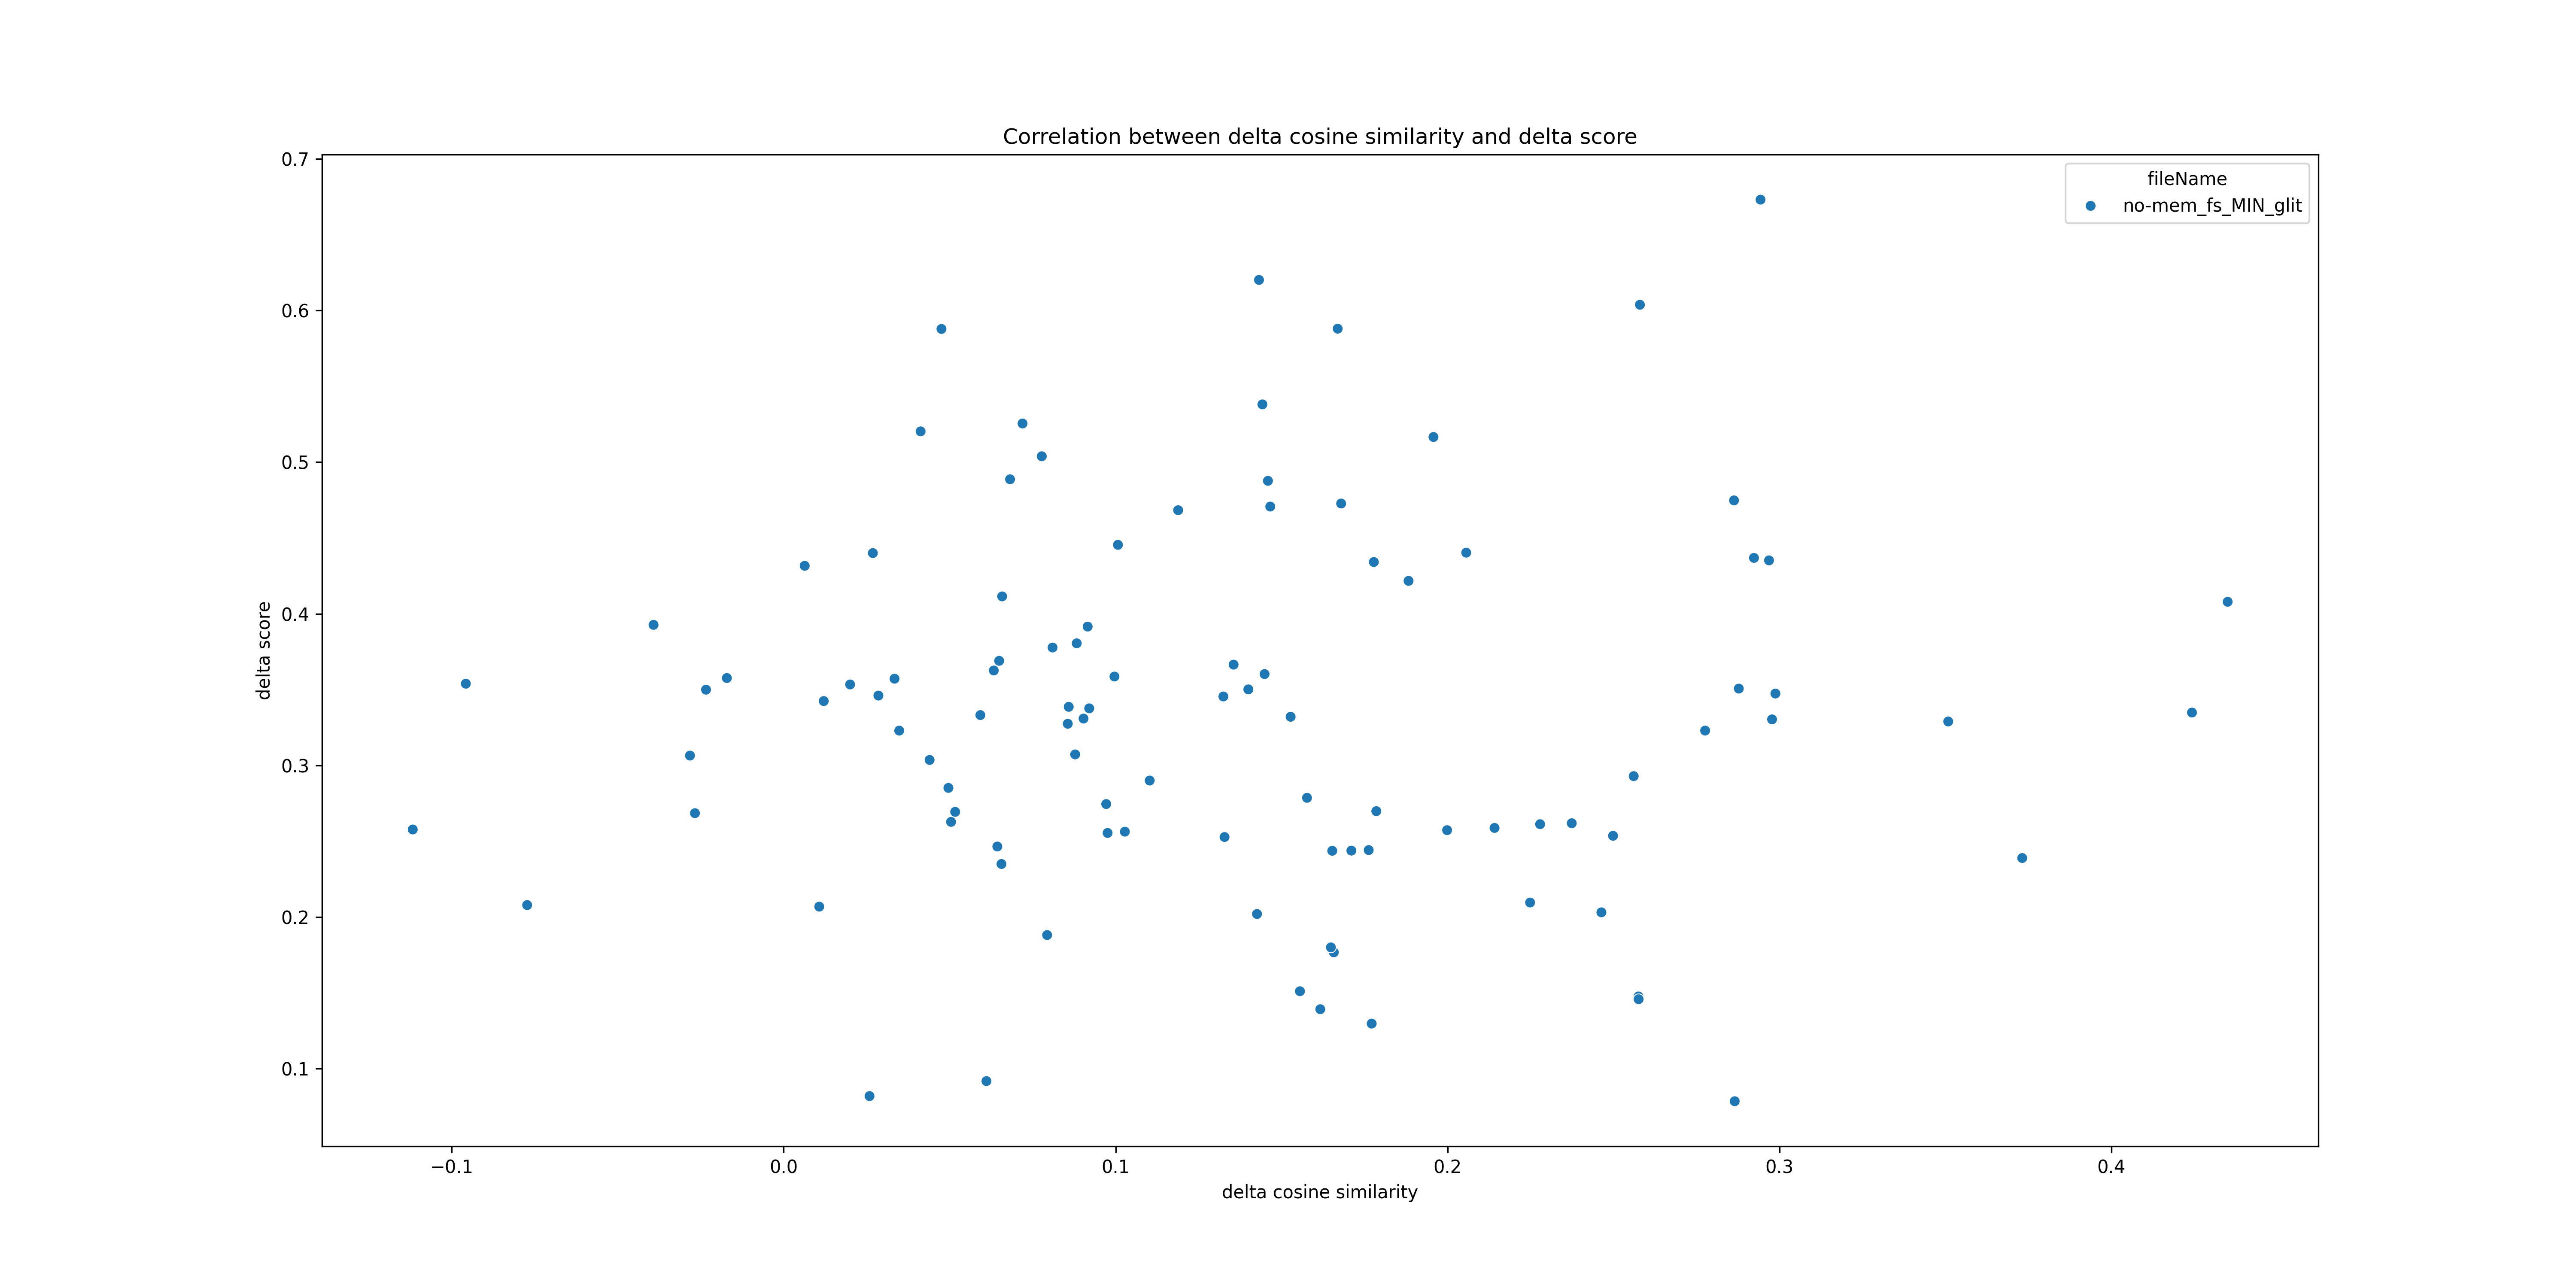 Correlation between delta cosine similarity and delta score
fileName
no-mem_fs_MIN_glit
0.7
0.6
0.5
0.4
0.3
0.2
0.1
delta score
−0.1
0.0
0.1
0.2
0.3
0.4
delta cosine similarity